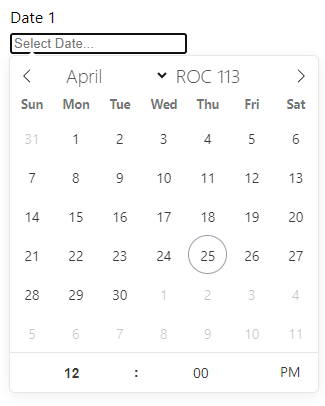 Date 1
Select Date...
April ROC 113
Sun Mon Tue Wed Thu Fri Sat
31 1 2 3 4 5 6
7 8 9 10 11 12 13
14 15 16 17 18 19 20
21 22 23 24 25 26 27
28 29 30 1 2 3 4
5 6 7 8 9 10 11
12 : 00 PM